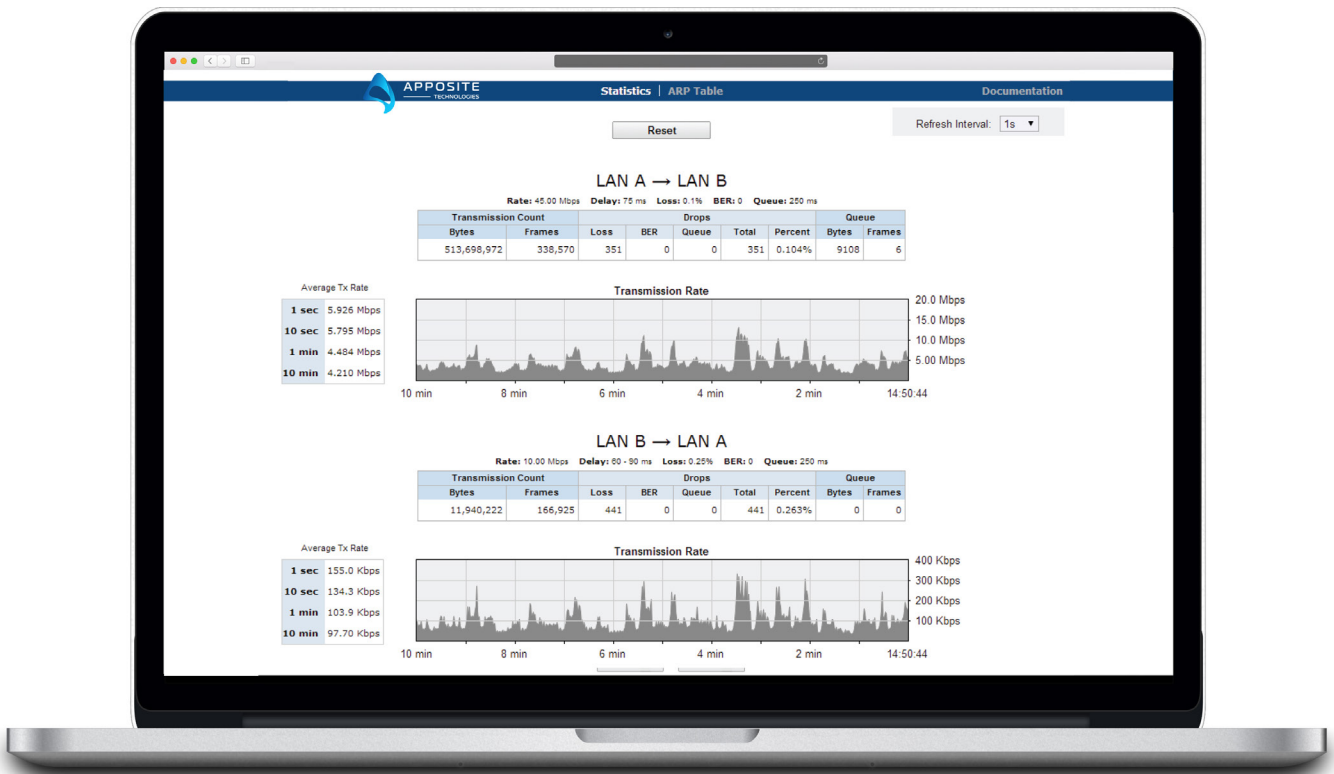 APPOSITE
TECHNOLOGIES
Statistics | ARP Table
Documentation
Reset
Refresh Interval: 1s
LAN A → LAN B
Rate: 45.00 Mbps Delay: 75 ms Loss: 0.1% BER: 0 Queue: 250 ms
Transmission Count Drops Queue
Bytes Frames Loss BER Queue Total Percent Bytes Frames
513,698,972 338,570 351 0 0 351 0.104% 9108 6
Average Tx Rate
1 sec 5.926 Mbps
10 sec 5.795 Mbps
1 min 4.484 Mbps
10 min 4.210 Mbps
Transmission Rate
20.0 Mbps
15.0 Mbps
10.0 Mbps
5.00 Mbps
10 min 8 min 6 min 4 min 2 min 14:50:44
LAN B → LAN A
Rate: 10.00 Mbps Delay: 60 - 90 ms Loss: 0.25% BER: 0 Queue: 250 ms
Transmission Count Drops Queue
Bytes Frames Loss BER Queue Total Percent Bytes Frames
11,940,222 166,925 441 0 0 441 0.263% 0 0
Average Tx Rate
1 sec 155.0 Kbps
10 sec 134.3 Kbps
1 min 103.9 Kbps
10 min 97.70 Kbps
Transmission Rate
400 Kbps
300 Kbps
200 Kbps
100 Kbps
10 min 8 min 6 min 4 min 2 min 14:50:44